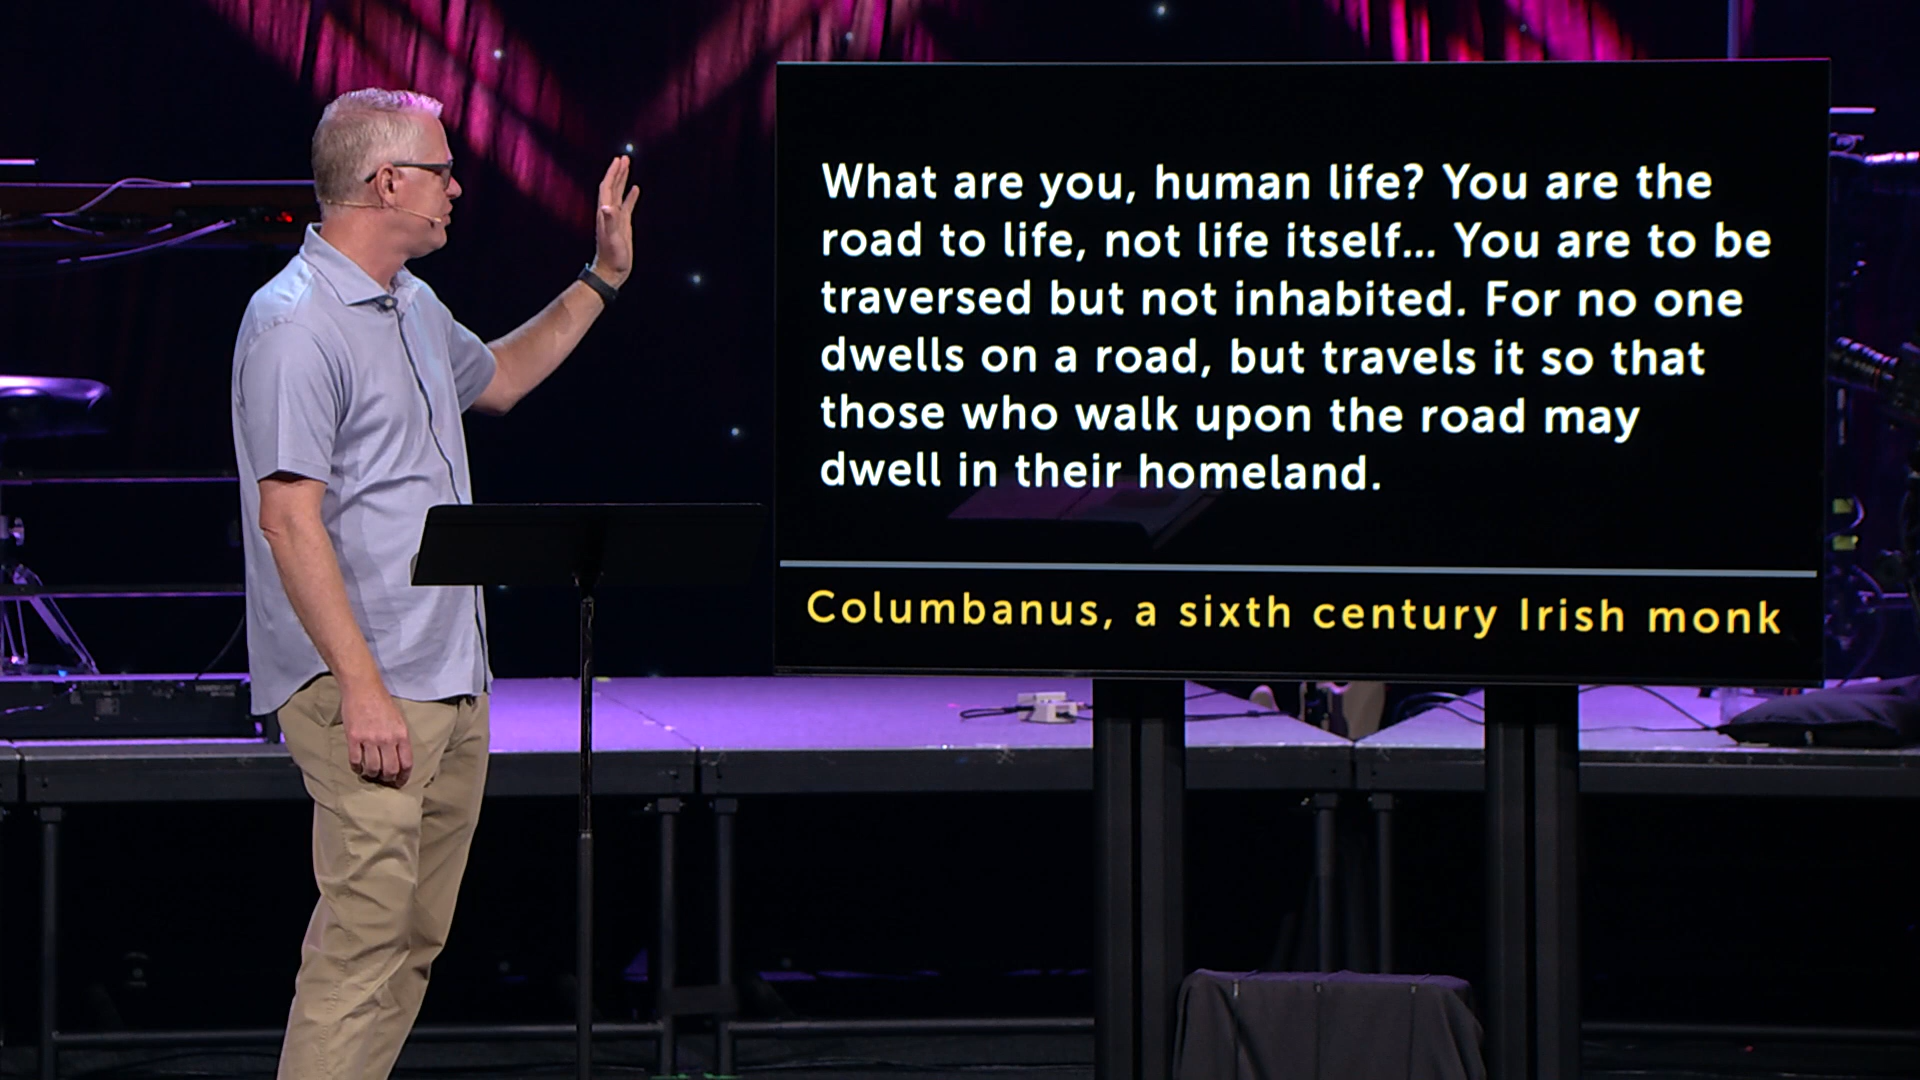 What are you, human life? You are the
road to life, not life itself... You are to be
traversed but not inhabited. For no one
dwells on a road, but travels it so that
those who walk upon the road may
dwell in their homeland.
Columbanus, a sixth century Irish monk